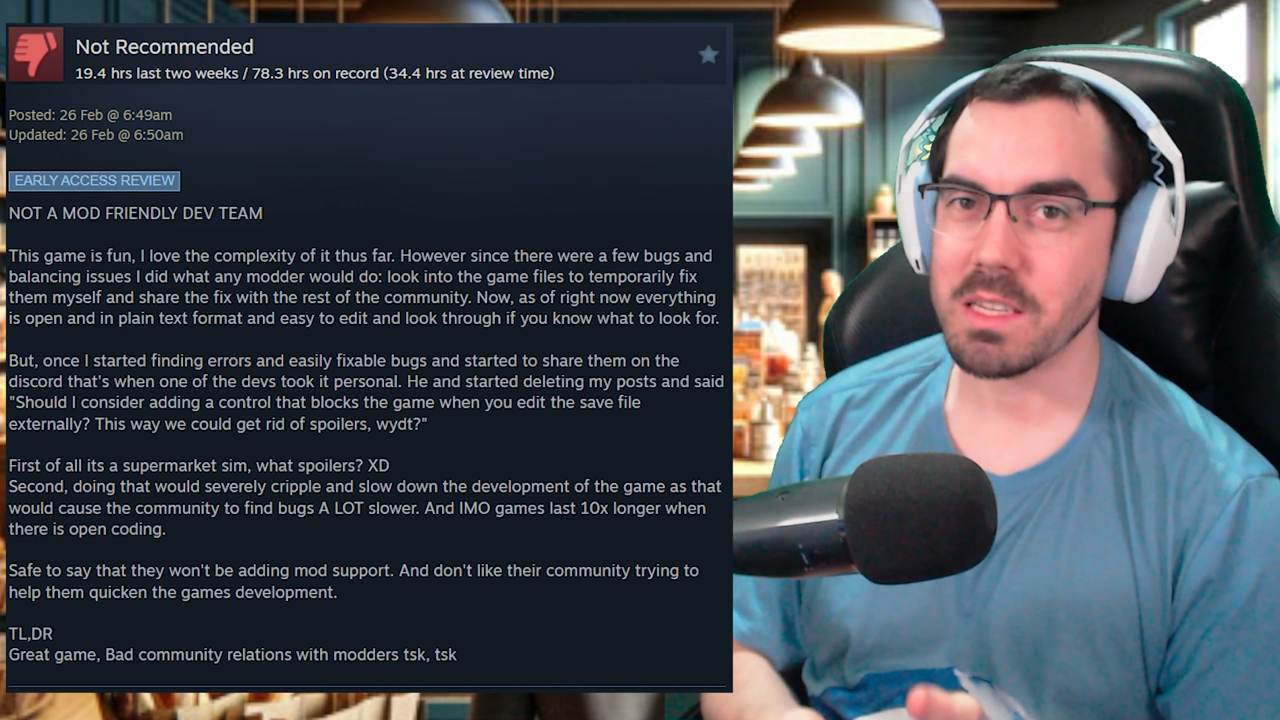 Not Recommended
19.4 hrs last two weeks / 78.3 hrs on record (34.4 hrs at review time)
Posted: 26 Feb @ 6:49am
Updated: 26 Feb @ 6:50am
EARLY ACCESS REVIEW
NOT A MOD FRIENDLY DEV TEAM
This game is fun, I love the complexity of it thus far. However since there were a few bugs and
balancing issues I did what any modder would do: look into the game files to temporarily fix
them myself and share the fix with the rest of the community. Now, as of right now everything
is open and in plain text format and easy to edit and look through if you know what to look for.
But, once I started finding errors and easily fixable bugs and started to share them on the
discord that's when one of the devs took it personal. He and started deleting my posts and said
"Should I consider adding a control that blocks the game when you edit the save file
externally? This way we could get rid of spoilers, wydt?"
First of all its a supermarket sim, what spoilers? XD
Second, doing that would severely cripple and slow down the development of the game as that
would cause the community to find bugs A LOT slower. And IMO games last 10x longer when
there is open coding.
Safe to say that they won't be adding mod support. And don't like their community trying to
help them quicken the games development.
TL,DR
Great game, Bad community relations with modders tsk, tsk